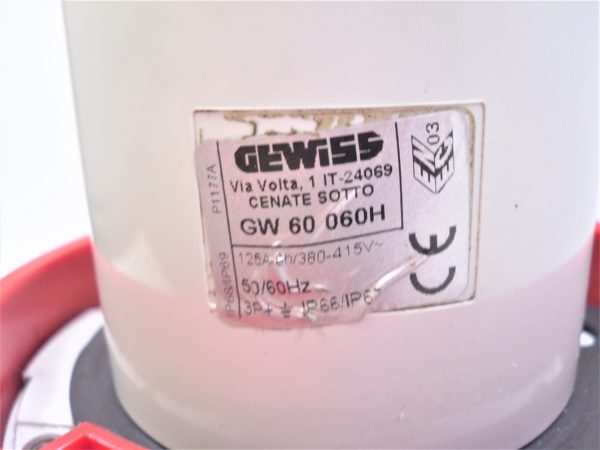 GEWiSS
Via Volta, 1 IT-24069
CENATE SOTTO
GW 60 060H
125A 6h/380-415V~
50/60Hz
3P+⏚ IP66/IP67
P1177A
IP68/IP69
03
CE